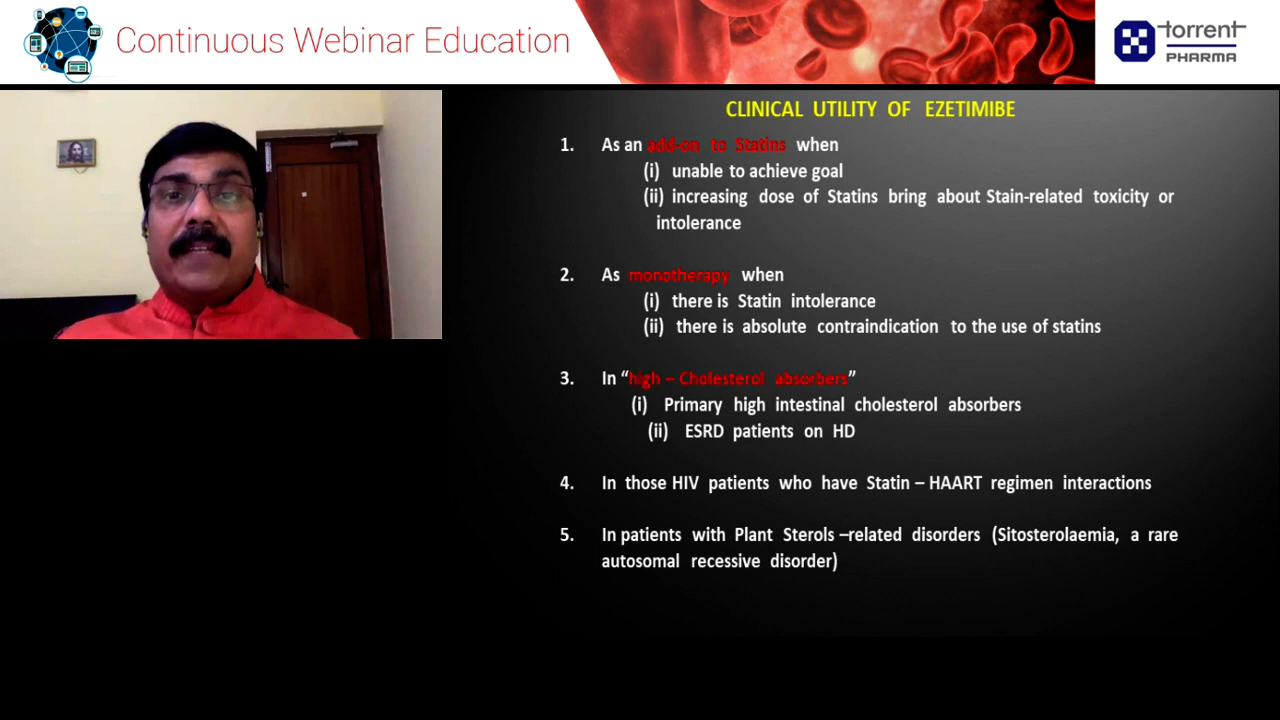 Continuous Webinar Education
torrent
PHARMA
CLINICAL UTILITY OF EZETIMIBE
1. As an add-on to Statins when
(i) unable to achieve goal
(ii) increasing dose of Statins bring about Stain-related toxicity or
intolerance
2. As monotherapy when
(i) there is Statin intolerance
(ii) there is absolute contraindication to the use of statins
3. In “high – Cholesterol absorbers”
(i) Primary high intestinal cholesterol absorbers
(ii) ESRD patients on HD
4. In those HIV patients who have Statin – HAART regimen interactions
5. In patients with Plant Sterols –related disorders (Sitosterolaemia, a rare
autosomal recessive disorder)